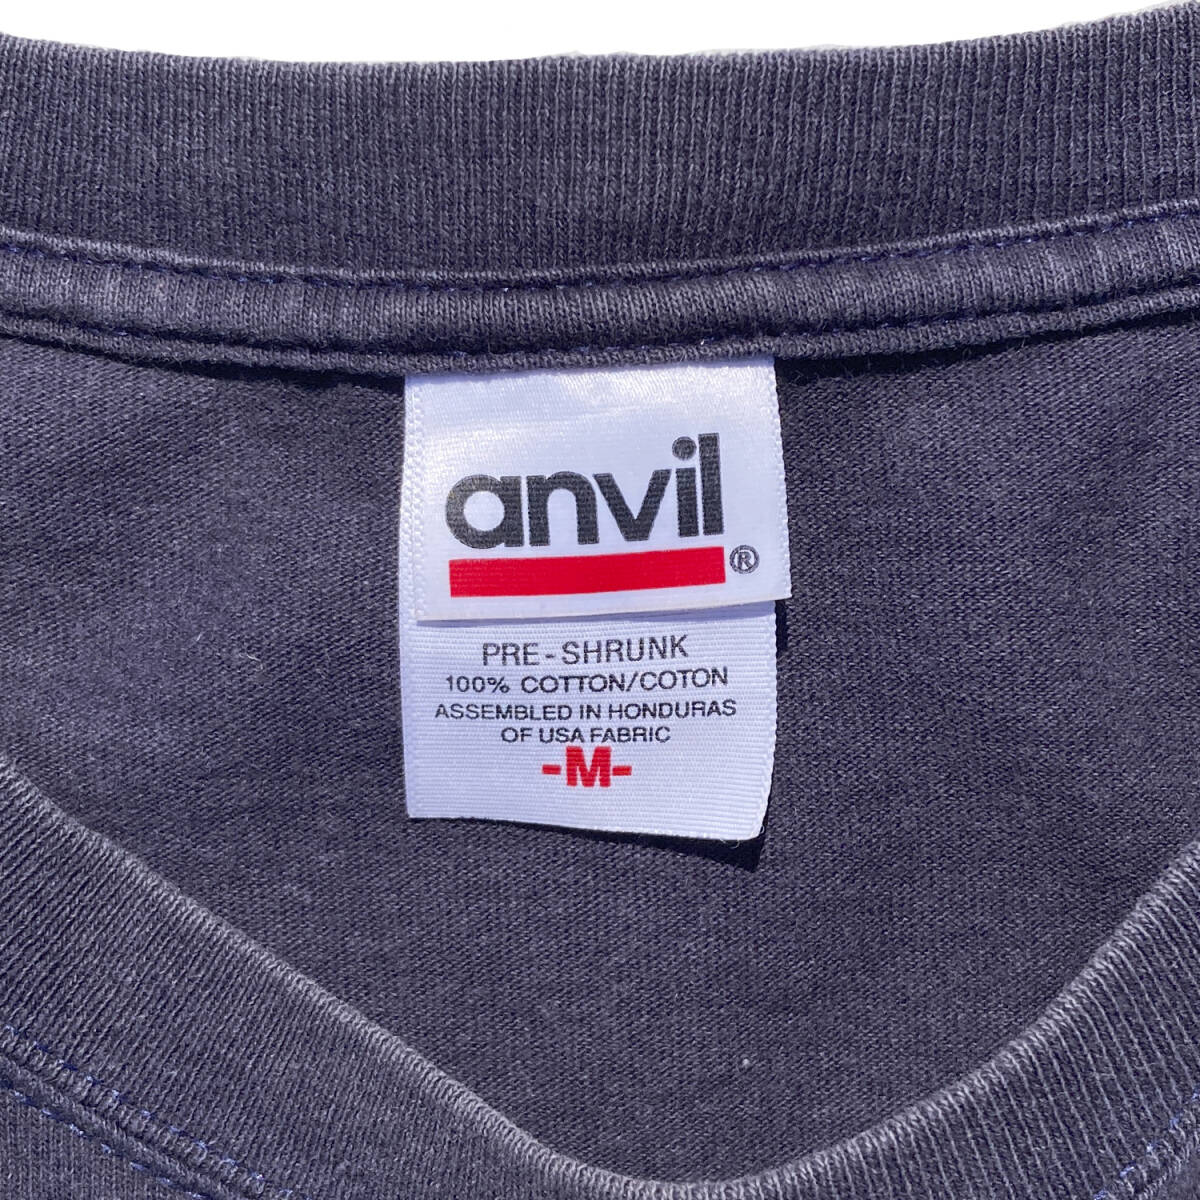 anvil®
PRE-SHRUNK
100% COTTON/COTON
ASSEMBLED IN HONDURAS
OF USA FABRIC
-M-